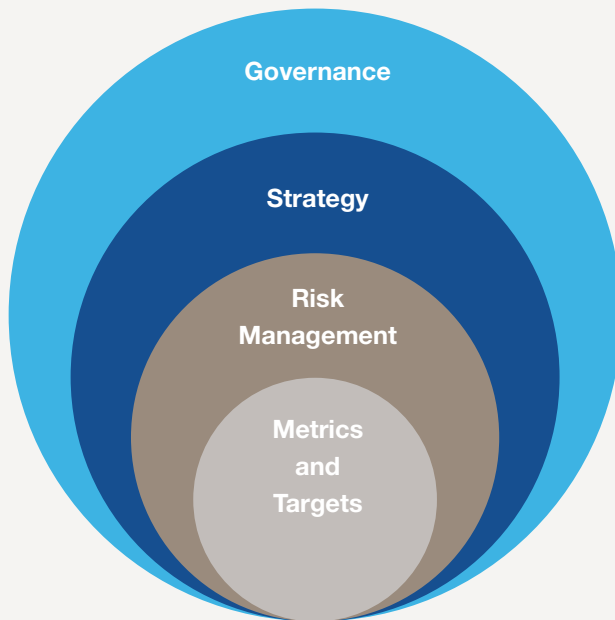 Governance
Strategy
Risk
Management
Metrics
and
Targets